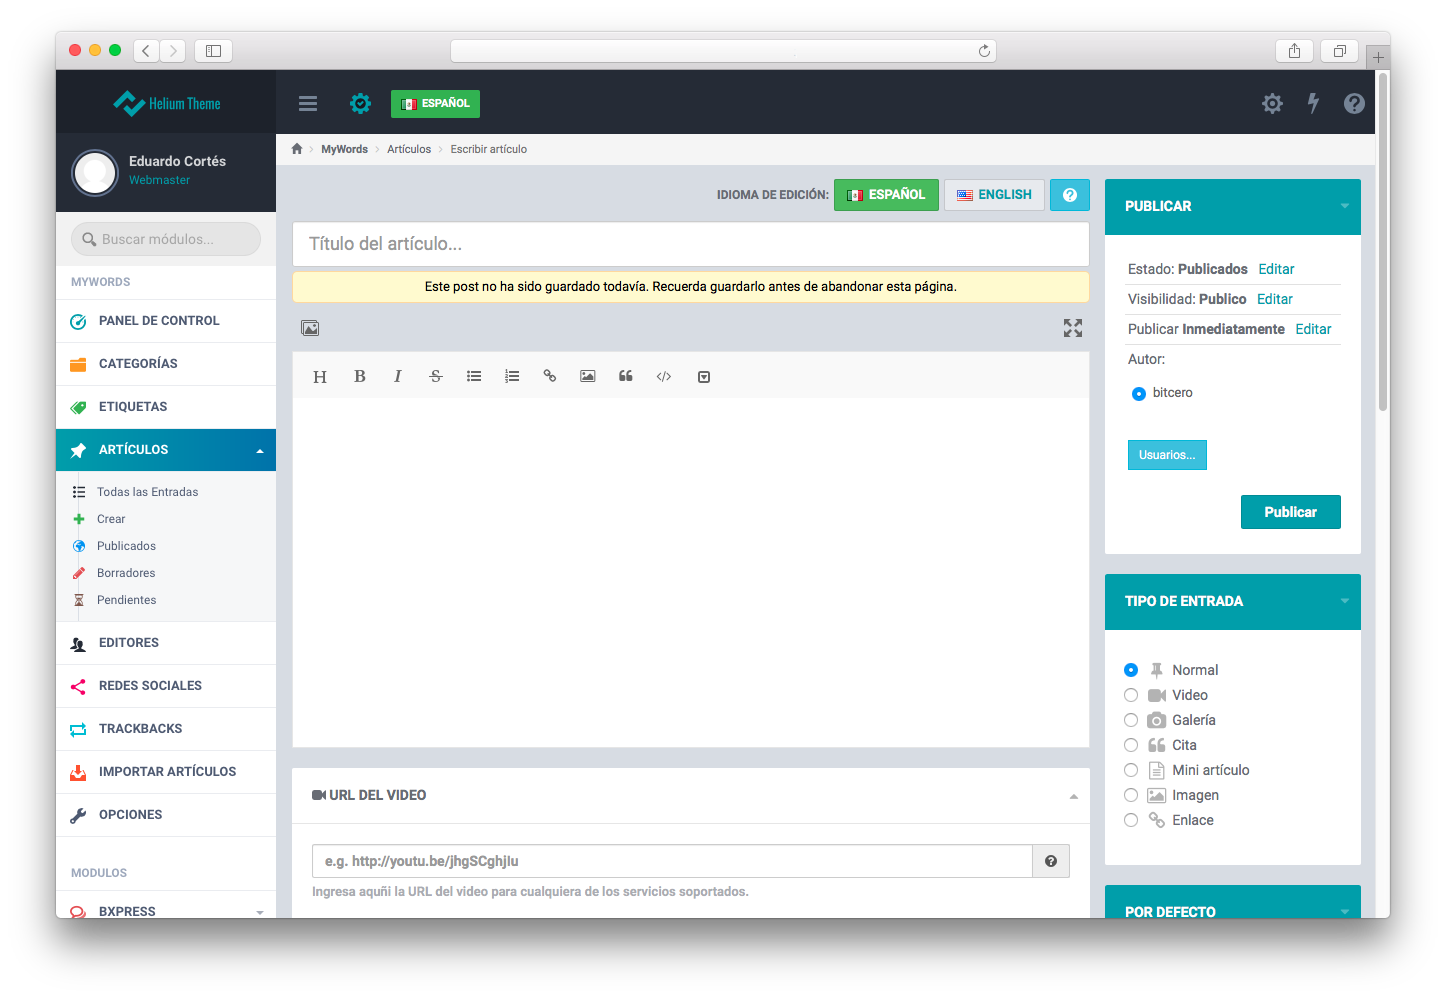 Helium Theme
ESPAÑOL
Eduardo Cortés
Webmaster
Buscar módulos...
MYWORDS
PANEL DE CONTROL
CATEGORÍAS
ETIQUETAS
ARTÍCULOS
Todas las Entradas
Crear
Publicados
Borradores
Pendientes
EDITORES
REDES SOCIALES
TRACKBACKS
IMPORTAR ARTÍCULOS
OPCIONES
MODULOS
BXPRESS
MyWords > Artículos > Escribir artículo
IDIOMA DE EDICIÓN: ESPAÑOL ENGLISH
Título del artículo...
Este post no ha sido guardado todavía. Recuerda guardarlo antes de abandonar esta página.
H B I S
URL DEL VIDEO
e.g. http://youtu.be/jhgSCghjlu
Ingresa aquñi la URL del video para cualquiera de los servicios soportados.
PUBLICAR
Estado: Publicados Editar
Visibilidad: Publico Editar
Publicar Inmediatamente Editar
Autor:
bitcero
Usuarios...
Publicar
TIPO DE ENTRADA
Normal
Video
Galería
Cita
Mini artículo
Imagen
Enlace
POR DEFECTO